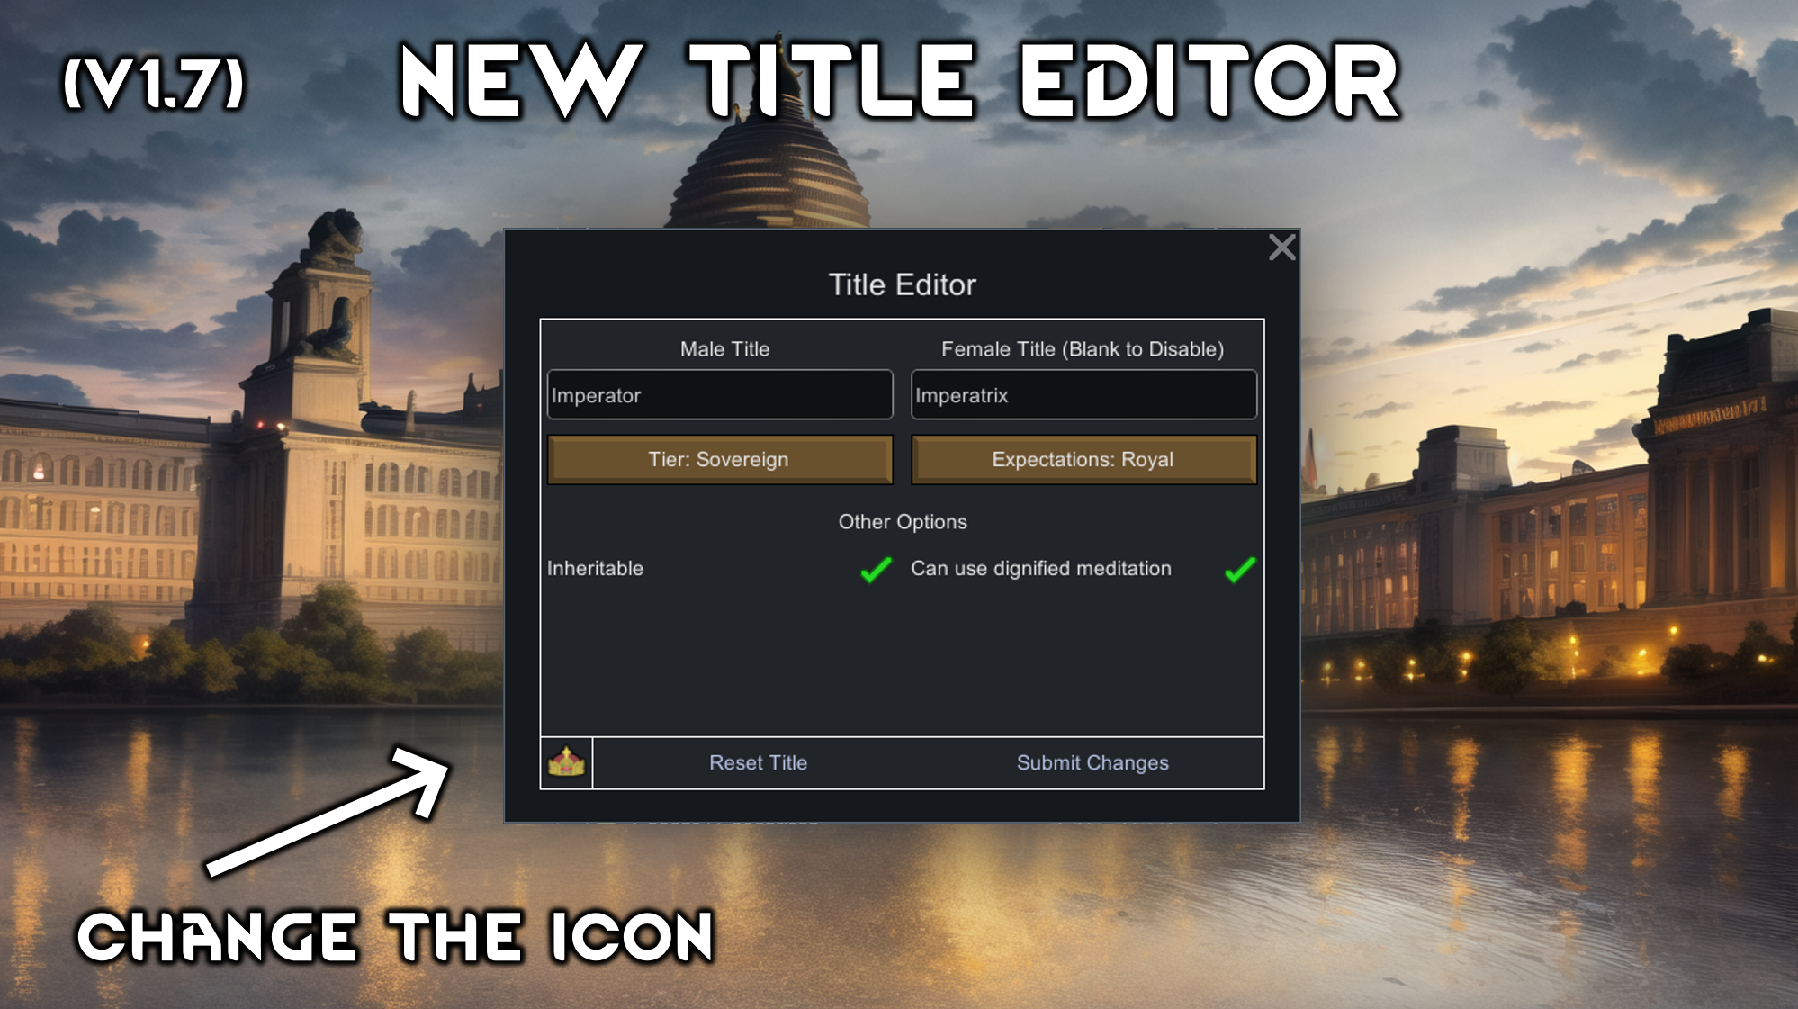 (V1.7)
NEW TITLE EDITOR
Title Editor
Male Title
Female Title (Blank to Disable)
Imperator
Imperatrix
Tier: Sovereign
Expectations: Royal
Other Options
Inheritable
Can use dignified meditation
Reset Title
Submit Changes
CHANGE THE ICON